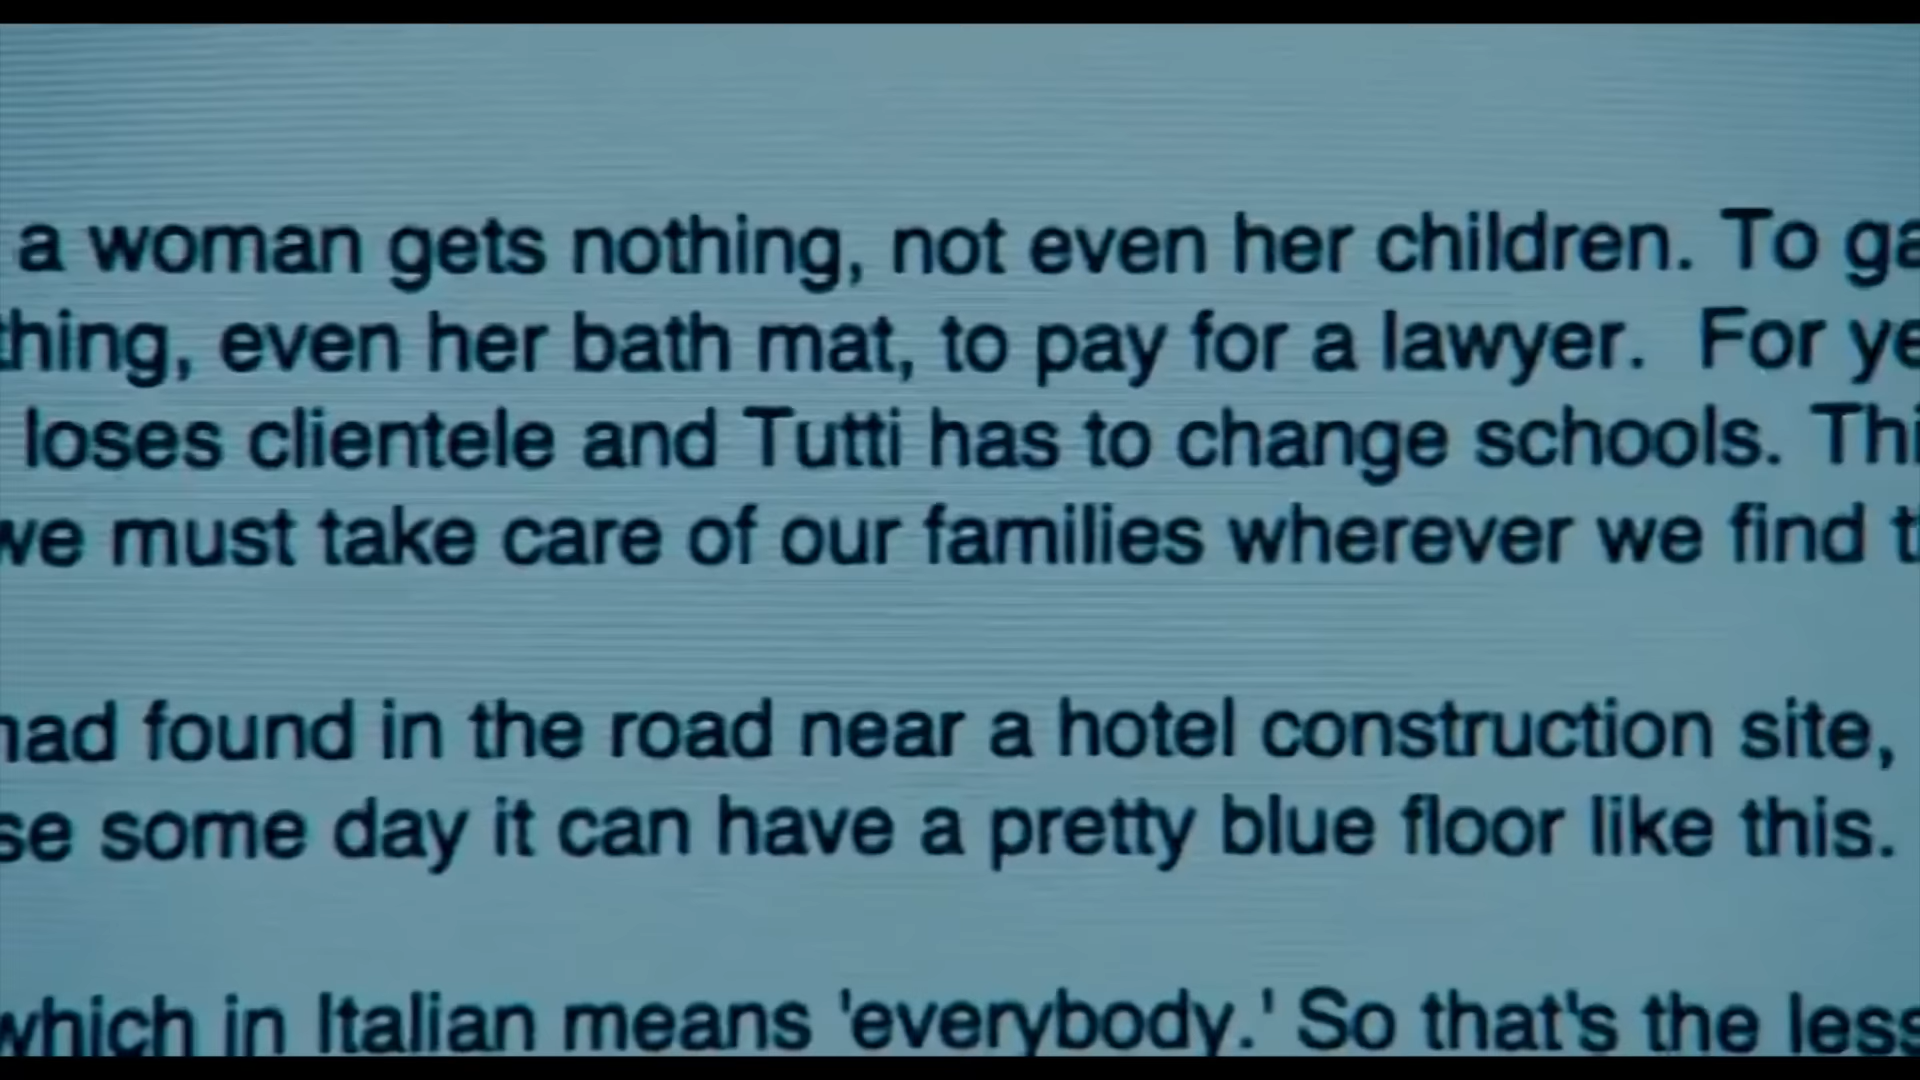 a woman gets nothing, not even her children. To ga
thing, even her bath mat, to pay for a lawyer. For ye
loses clientele and Tutti has to change schools. Thi
we must take care of our families wherever we find t
had found in the road near a hotel construction site,
se some day it can have a pretty blue floor like this.
which in Italian means 'everybody.' So that's the less